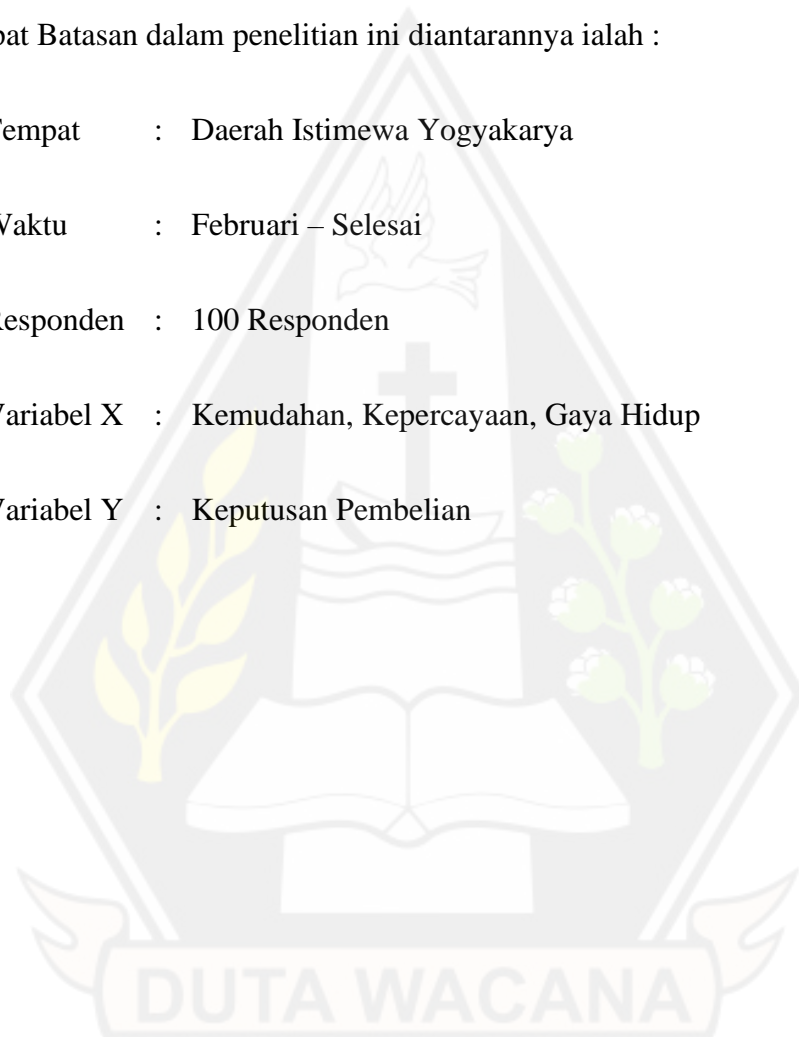 Batasan dalam penelitian ini diantarannya ialah :
Tempat : Daerah Istimewa Yogyakarya
Waktu : Februari – Selesai
Responden : 100 Responden
Variabel X : Kemudahan, Kepercayaan, Gaya Hidup
Variabel Y : Keputusan Pembelian
DUTA WACANA